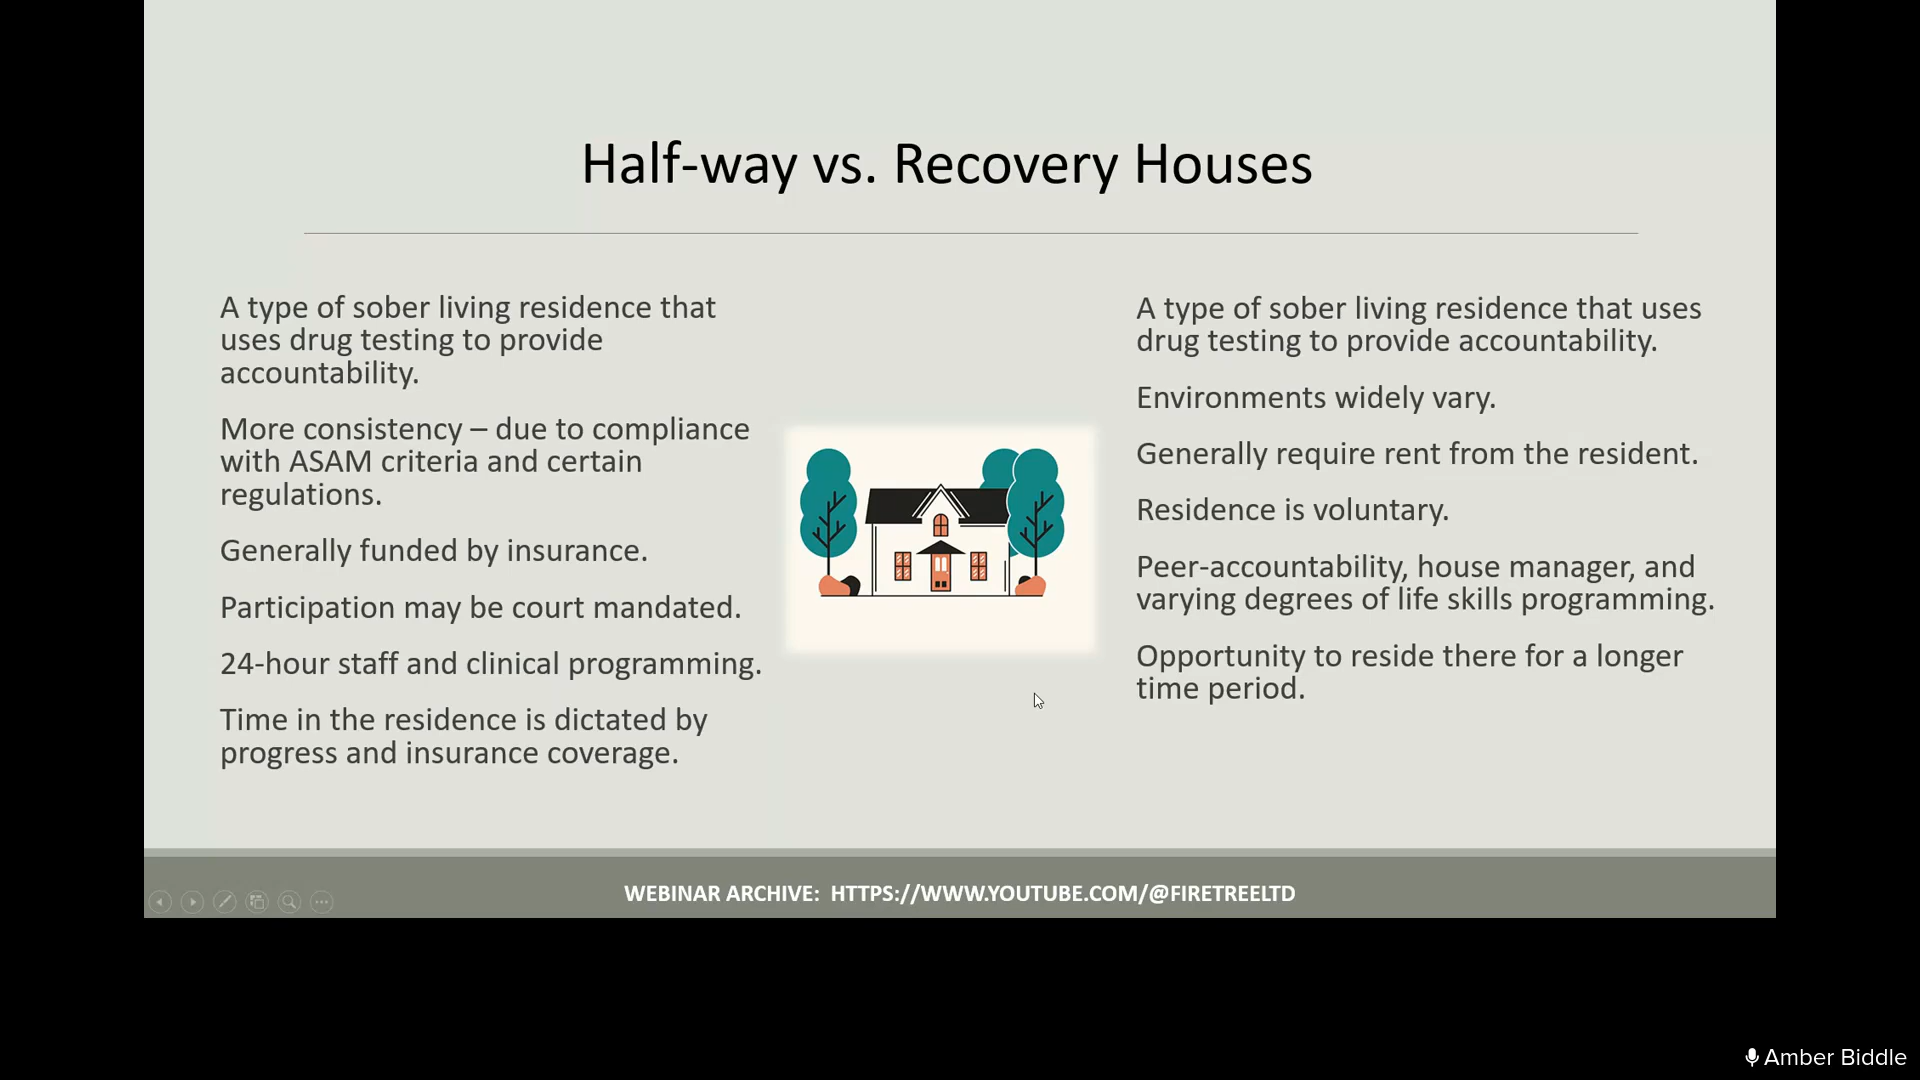 Half-way vs. Recovery Houses
A type of sober living residence that
uses drug testing to provide
accountability.
More consistency – due to compliance
with ASAM criteria and certain
regulations.
Generally funded by insurance.
Participation may be court mandated.
24-hour staff and clinical programming.
Time in the residence is dictated by
progress and insurance coverage.
A type of sober living residence that uses
drug testing to provide accountability.
Environments widely vary.
Generally require rent from the resident.
Residence is voluntary.
Peer-accountability, house manager, and
varying degrees of life skills programming.
Opportunity to reside there for a longer
time period.
WEBINAR ARCHIVE: HTTPS://WWW.YOUTUBE.COM/@FIRETREELTD
Amber Biddle